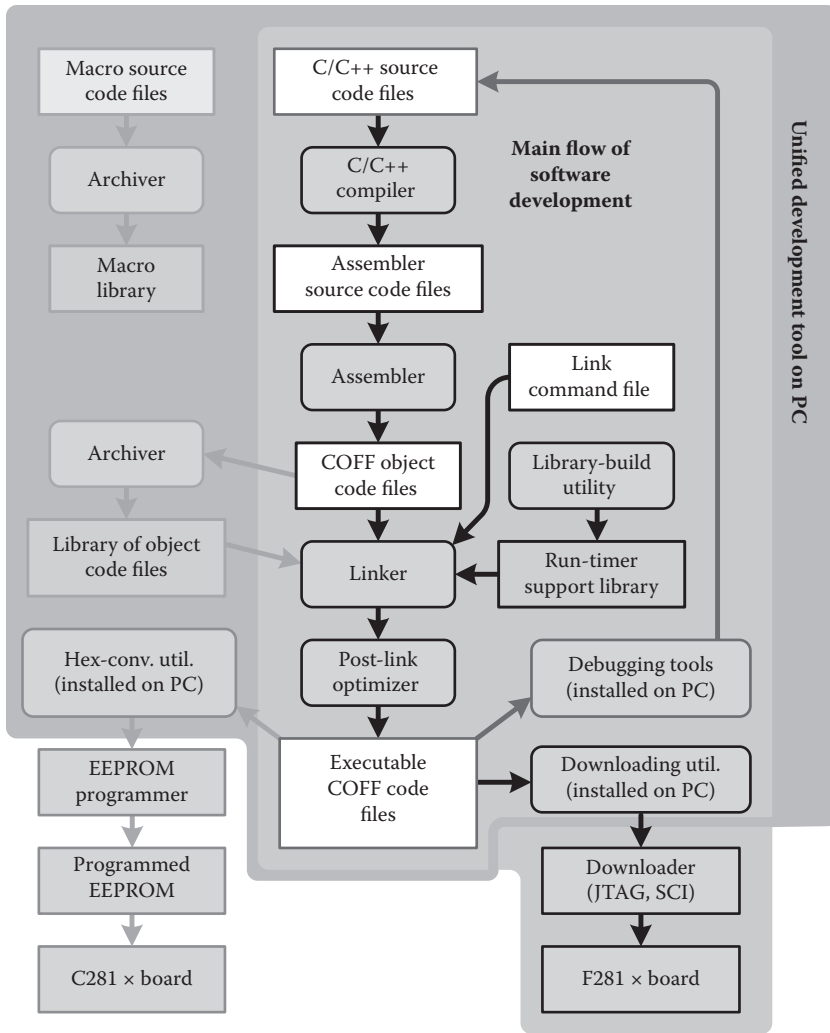 Macro source
code files
C/C++ source
code files
Main flow of
software
development
Unified development tool on PC
Archiver
C/C++
compiler
Macro
library
Assembler
source code files
Assembler
Link
command file
Archiver
COFF object
code files
Library-build
utility
Library of object
code files
Linker
Run-timer
support library
Hex-conv. util.
(installed on PC)
Post-link
optimizer
Debugging tools
(installed on PC)
EEPROM
programmer
Executable
COFF code
files
Downloading util.
(installed on PC)
Programmed
EEPROM
Downloader
(JTAG, SCI)
C281 × board
F281 × board